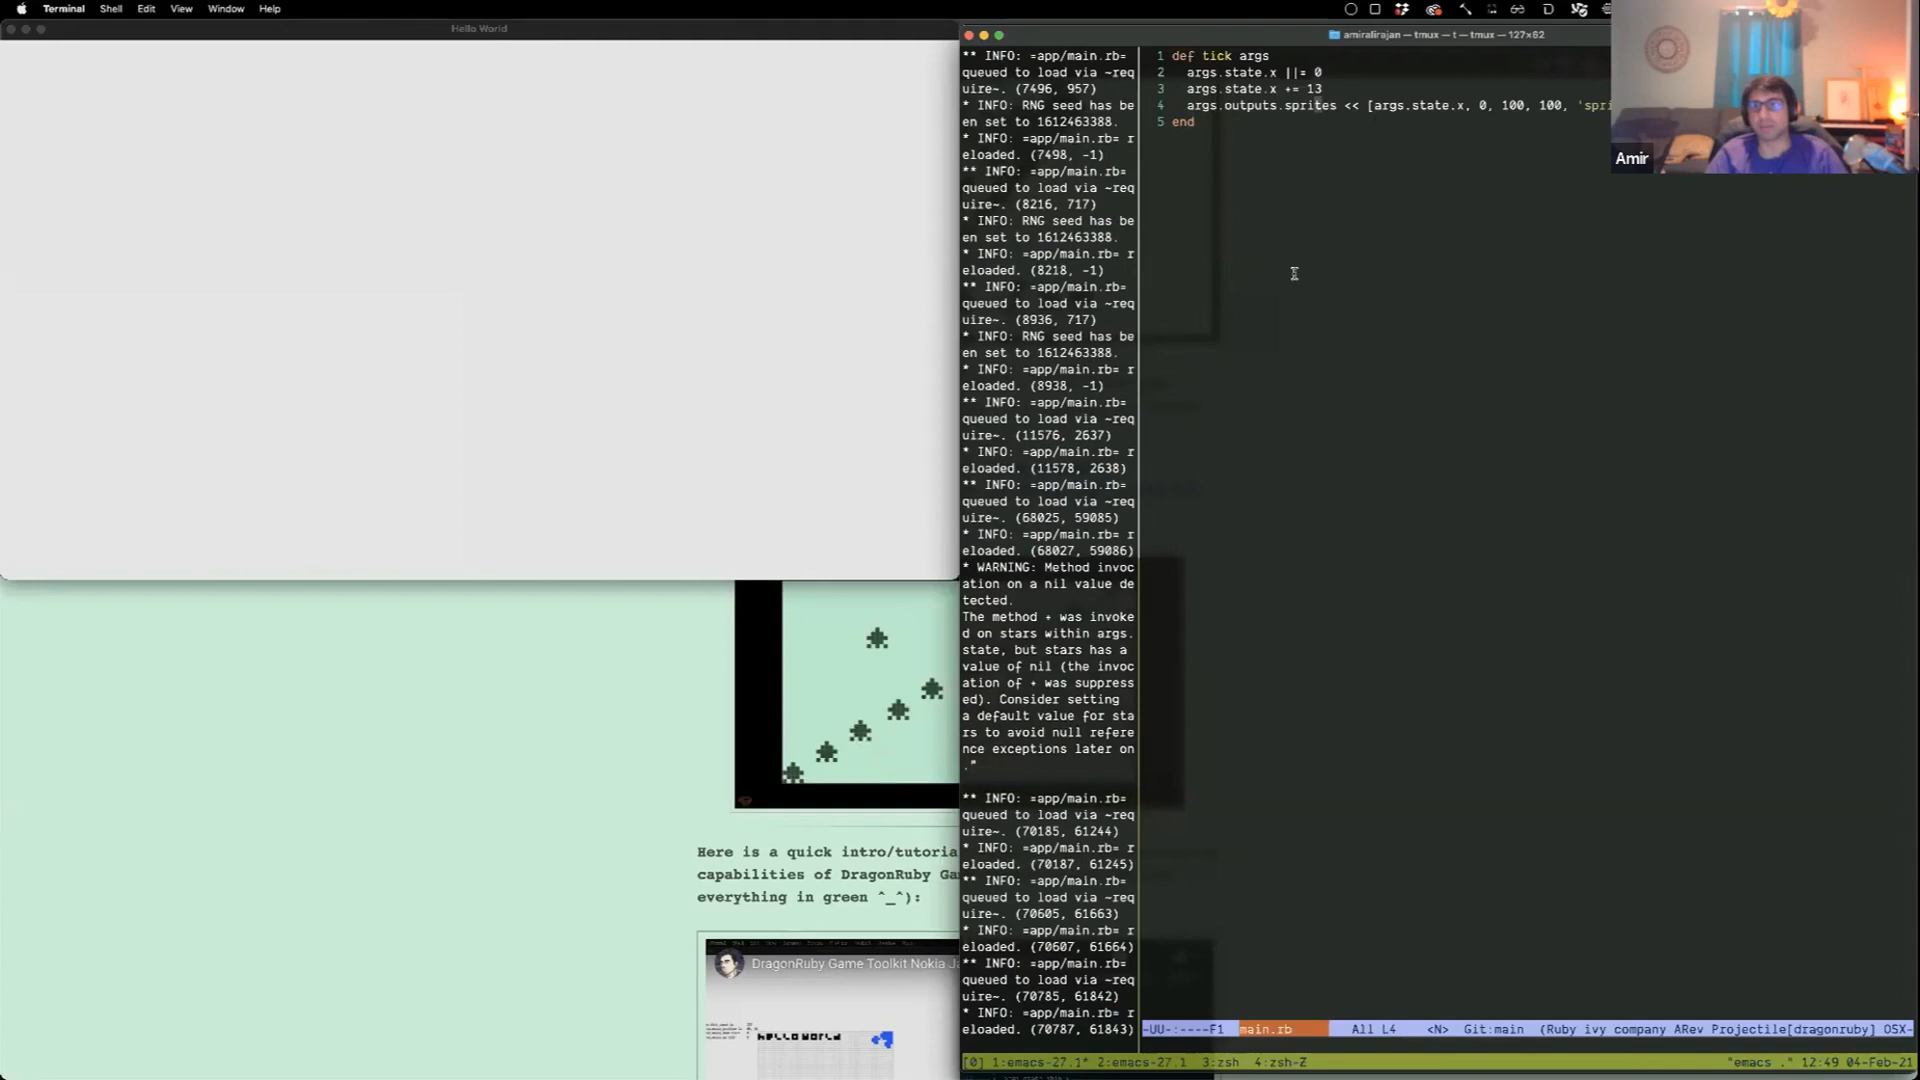 Terminal Shell Edit View Window Help
Hello World
amiralirajan — tmux — t — tmux — 127×62
** INFO: =app/main.rb=
queued to load via ~req
uire~. (7496, 957)
* INFO: RNG seed has be
en set to 1612463388.
* INFO: =app/main.rb= r
eloaded. (7498, -1)
** INFO: =app/main.rb=
queued to load via ~req
uire~. (8216, 717)
* INFO: RNG seed has be
en set to 1612463388.
* INFO: =app/main.rb= r
eloaded. (8218, -1)
** INFO: =app/main.rb=
queued to load via ~req
uire~. (8936, 717)
* INFO: RNG seed has be
en set to 1612463388.
* INFO: =app/main.rb= r
eloaded. (8938, -1)
** INFO: =app/main.rb=
queued to load via ~req
uire~. (11576, 2637)
* INFO: =app/main.rb= r
eloaded. (11578, 2638)
** INFO: =app/main.rb=
queued to load via ~req
uire~. (68025, 59085)
* INFO: =app/main.rb= r
eloaded. (68027, 59086)
* WARNING: Method invoc
ation on a nil value de
tected.
The method + was invoke
d on stars within args.
state, but stars has a
value of nil (the invoc
ation of + was suppress
ed). Consider setting
a default value for sta
rs to avoid null refere
nce exceptions later on
."
** INFO: =app/main.rb=
queued to load via ~req
uire~. (70185, 61244)
* INFO: =app/main.rb= r
eloaded. (70187, 61245)
** INFO: =app/main.rb=
queued to load via ~req
uire~. (70605, 61663)
* INFO: =app/main.rb= r
eloaded. (70607, 61664)
** INFO: =app/main.rb=
queued to load via ~req
uire~. (70785, 61842)
* INFO: =app/main.rb= r
eloaded. (70787, 61843)
1 def tick args
2 args.state.x ||= 0
3 args.state.x += 13
4 args.outputs.sprites << [args.state.x, 0, 100, 100, 'spri
5 end
Amir
Here is a quick intro/tutoria
capabilities of DragonRuby Ga
everything in green ^_^):
DragonRuby Game Toolkit Nokia Ja
HELLO WORLD
-UU-:----F1 main.rb All L4 <N> Git:main (Ruby ivy company ARev Projectile[dragonruby] OSX-
[0] 1:emacs-27.1* 2:emacs-27.1 3:zsh 4:zsh-Z "emacs ." 12:49 04-Feb-21